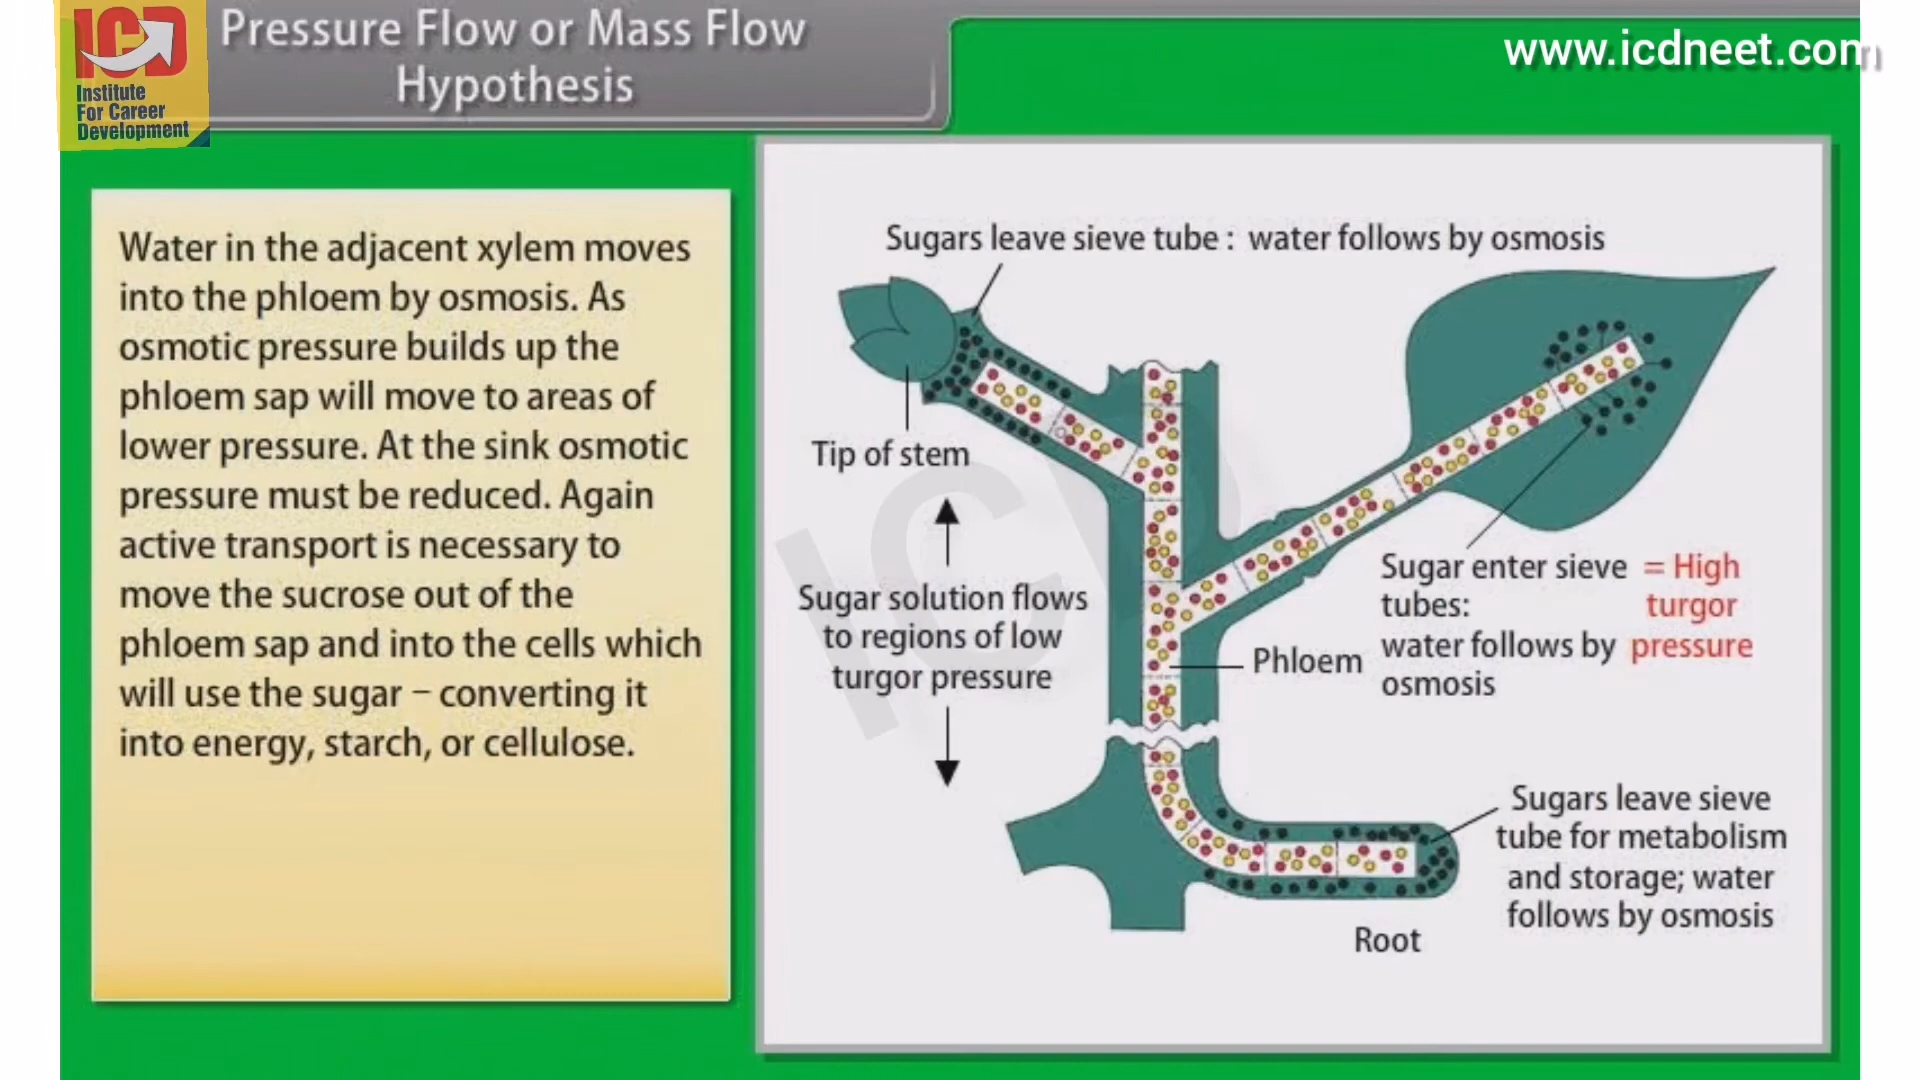 ICD
Institute
For Career
Development
Pressure Flow or Mass Flow
Hypothesis
www.icdneet.com
Water in the adjacent xylem moves
into the phloem by osmosis. As
osmotic pressure builds up the
phloem sap will move to areas of
lower pressure. At the sink osmotic
pressure must be reduced. Again
active transport is necessary to
move the sucrose out of the
phloem sap and into the cells which
will use the sugar – converting it
into energy, starch, or cellulose.
Sugars leave sieve tube : water follows by osmosis
Tip of stem
Sugar solution flows
to regions of low
turgor pressure
Phloem
Sugar enter sieve = High
tubes: turgor
water follows by pressure
osmosis
Sugars leave sieve
tube for metabolism
and storage; water
follows by osmosis
Root
ICD